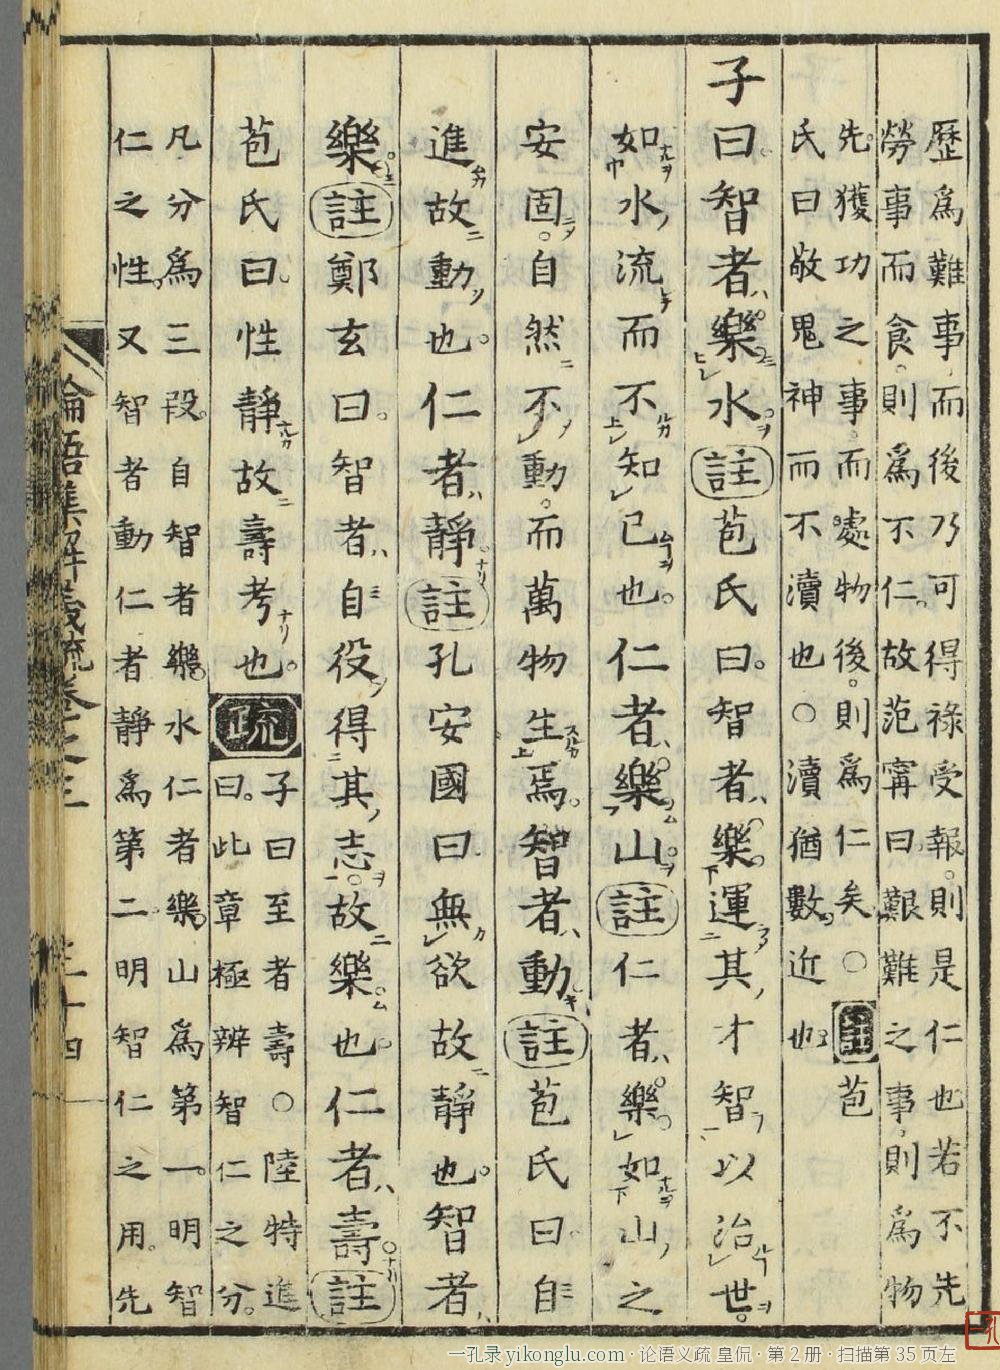 歷爲難事而後乃可得祿受報則是仁也若不先
勞事而食則爲不仁故范寗曰艱難之事則爲物
先獲功之事而處物後則爲仁矣○註苞
氏曰敬鬼神而不瀆也○瀆猶數近也
子曰智者樂水註苞氏曰智者樂運其才智以治世
如水流而不知已也仁者樂山註仁者樂如山之
安固自然不動而萬物生焉智者動註苞氏曰自
進故動也仁者靜註孔安國曰無欲故靜也智者
樂註鄭玄曰智者自役得其志故樂也仁者壽註
苞氏曰性靜故壽考也疏
子曰至者壽○陸特進
曰此章極辨智仁之分
凡分爲三段自智者樂水仁者樂山爲第一明智
仁之性又智者動仁者靜爲第二明智仁之用先
論語集解義疏卷之三 三十四
一孔录 yikonglu.com · 论语义疏 皇侃 · 第 2 册 · 扫描第 35 页左